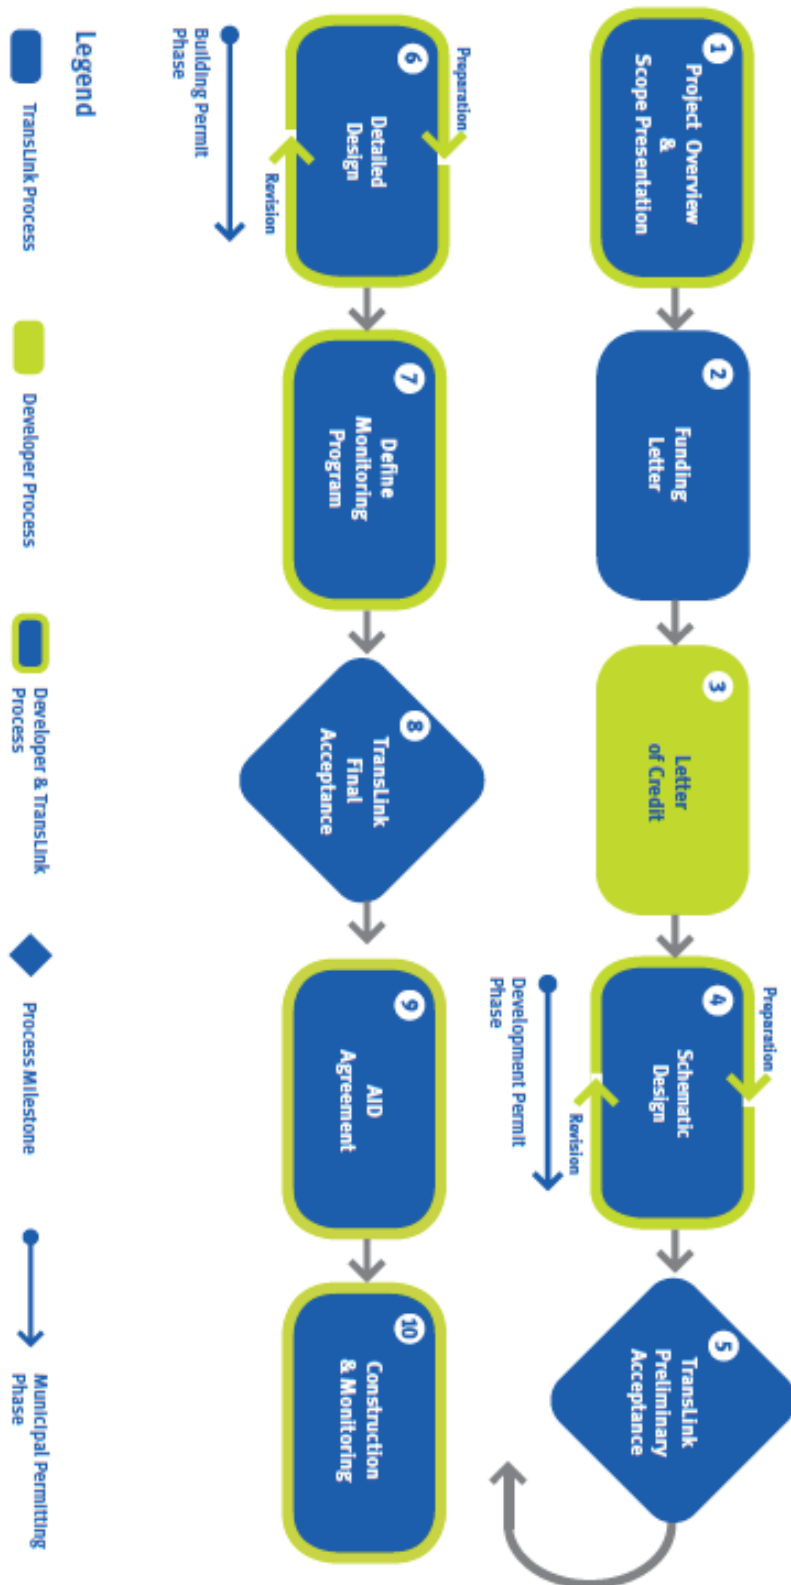 1
Project Overview
&
Scope Presentation
2
Funding
Letter
3
Letter
of Credit
Preparation
4
Schematic
Design
Revision
Development Permit
Phase
5
TransLink
Preliminary
Acceptance
Preparation
6
Detailed
Design
Revision
Building Permit
Phase
7
Define
Monitoring
Program
8
TransLink
Final
Acceptance
9
AID
Agreement
10
Construction
& Monitoring
Legend
TransLink Process
Developer Process
Developer & TransLink
Process
Process Milestone
Municipal Permitting
Phase